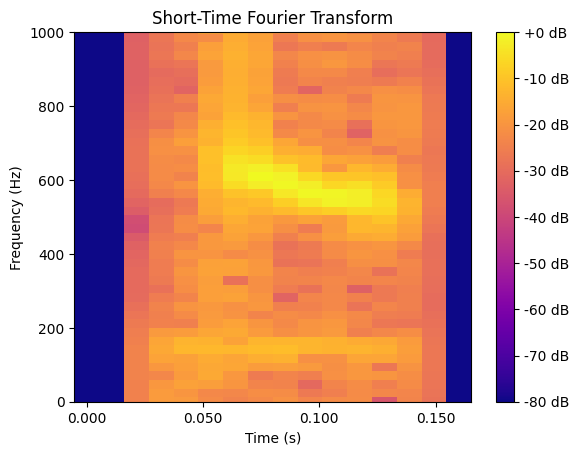 Short-Time Fourier Transform
1000
800
600
400
200
0
Frequency (Hz)
0.000
0.050
0.100
0.150
Time (s)
+0 dB
-10 dB
-20 dB
-30 dB
-40 dB
-50 dB
-60 dB
-70 dB
-80 dB